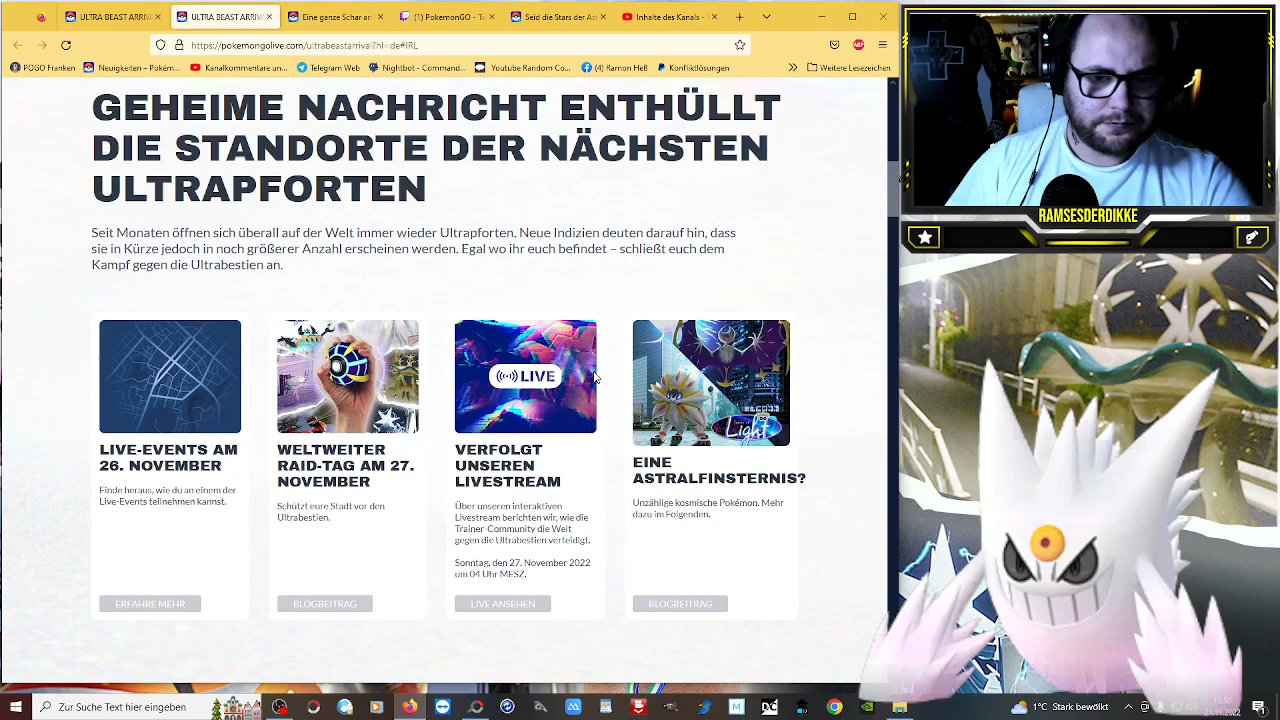 ULTRA BEAST ARRIV
ULTRA BEAST ARRIV
Eine ganze Schar an
[PokemonGO - Tw
Seid die Stars der Ast
Inhalte des Kanals -
https://pokemongolive.com/ultrabeastarrival?hl=de#IRL
ABP
POGO Franken
Neuigkeiten – Pokém...
Kanalkommentare un...
Telegram Web
Nightbot - Command...
Youtube Random Co...
(4) Ramon Heß
Konfliktlösungen
Weitere Lesezeichen
GEHEIME NACHRICHT ENTHÜLLT
DIE STANDORTE DER NÄCHSTEN
ULTRAPFORTEN
Seit Monaten öffnen sich überall auf der Welt immer wieder Ultrapforten. Neue Indizien deuten darauf hin, dass
sie in Kürze jedoch in noch größerer Anzahl erscheinen werden. Egal wo ihr euch befindet – schließt euch dem
Kampf gegen die Ultrabestien an.
LIVE
Light
LIVE-EVENTS AM
26. NOVEMBER
Finde heraus, wie du an einem der
Live-Events teilnehmen kannst.
ERFAHRE MEHR
WELTWEITER
RAID-TAG AM 27.
NOVEMBER
Schützt eure Stadt vor den
Ultrabestien.
BLOGBEITRAG
VERFOLGT
UNSEREN
LIVESTREAM
Über unseren interaktiven
Livestream berichten wir, wie die
Trainer-Community die Welt
gegen die Ultrabestien verteidigt.
Sonntag, den 27. November 2022
um 04 Uhr MESZ.
LIVE ANSEHEN
EINE
ASTRALFINSTERNIS?
Unzählige kosmische Pokémon. Mehr
dazu im Folgenden.
BLOGBEITRAG
RAMSESDERDIKKE
Zur Suche Text hier eingeben
1°C Stark bewölkt
21.11.2022